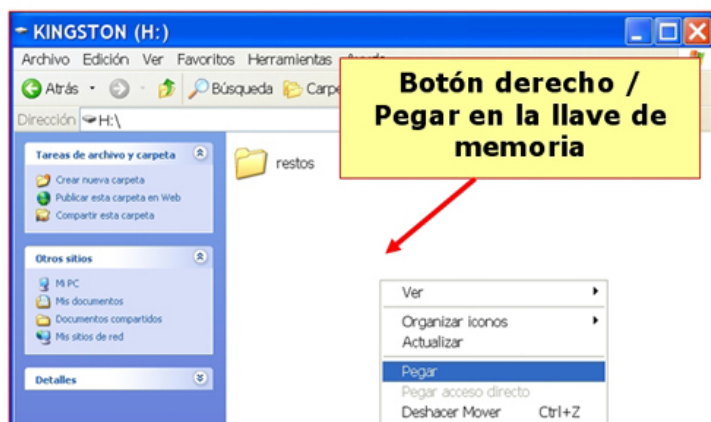 KINGSTON (H:)
Archivo Edición Ver Favoritos Herramientas
Atrás Búsqueda
Dirección H:\
Botón derecho /
Pegar en la llave de
memoria
Tareas de archivo y carpeta
Crear nueva carpeta
Publicar esta carpeta en Web
Compartir esta carpeta
restos
Otros sitios
Mi PC
Mis documentos
Documentos compartidos
Mis sitios de red
Detalles
Ver
Organizar iconos
Actualizar
Pegar
Pegar acceso directo
Deshacer Mover Ctrl+Z